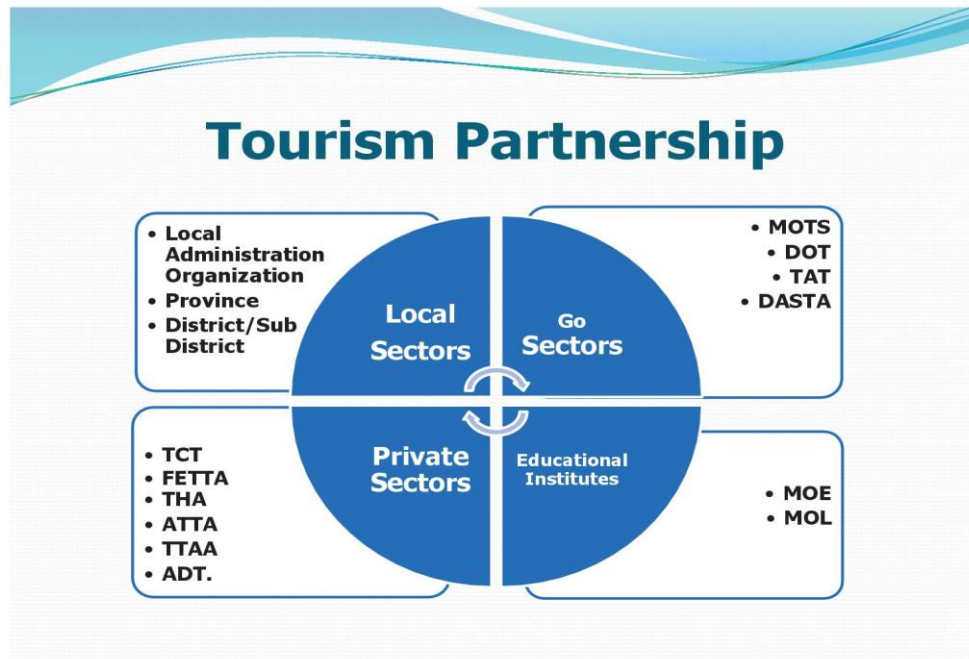 Tourism Partnership
• Local
Administration
Organization
• Province
• District/Sub
District
Local
Sectors
Go
Sectors
• MOTS
• DOT
• TAT
• DASTA
• TCT
• FETTA
• THA
• ATTA
• TTAA
• ADT.
Private
Sectors
Educational
Institutes
• MOE
• MOL